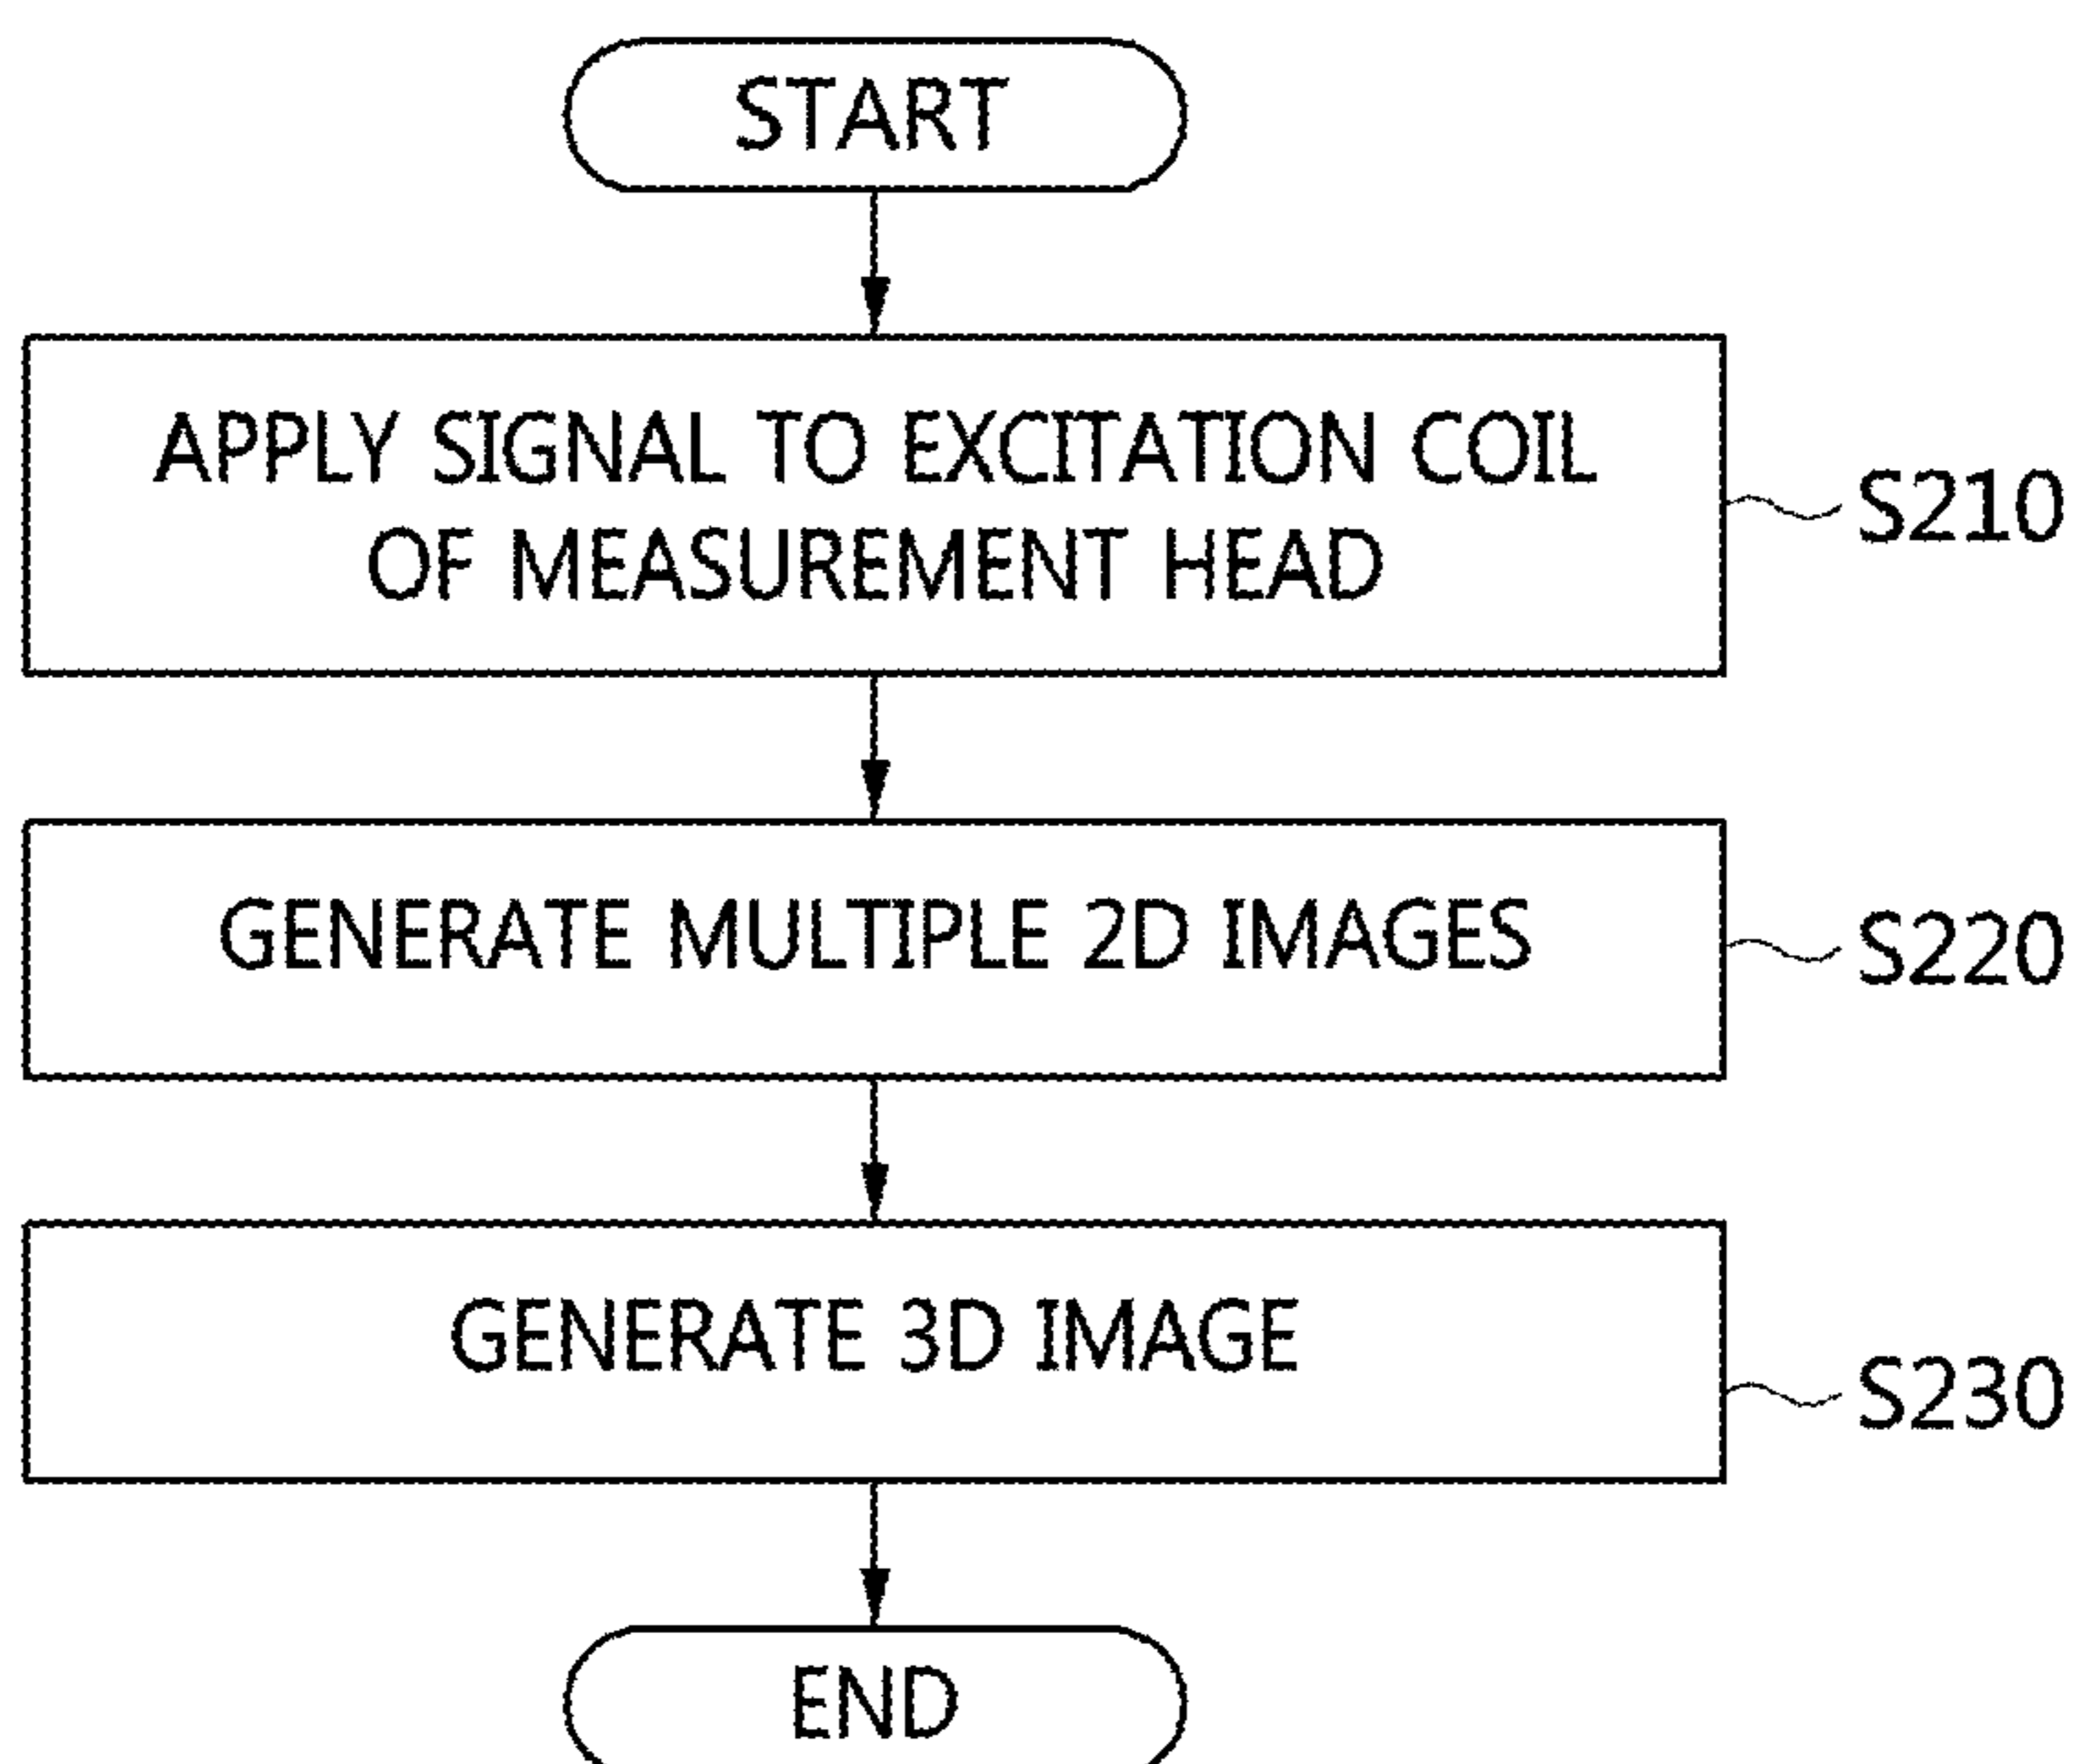 START
APPLY SIGNAL TO EXCITATION COIL
OF MEASUREMENT HEAD
S210
GENERATE MULTIPLE 2D IMAGES
S220
GENERATE 3D IMAGE
S230
END